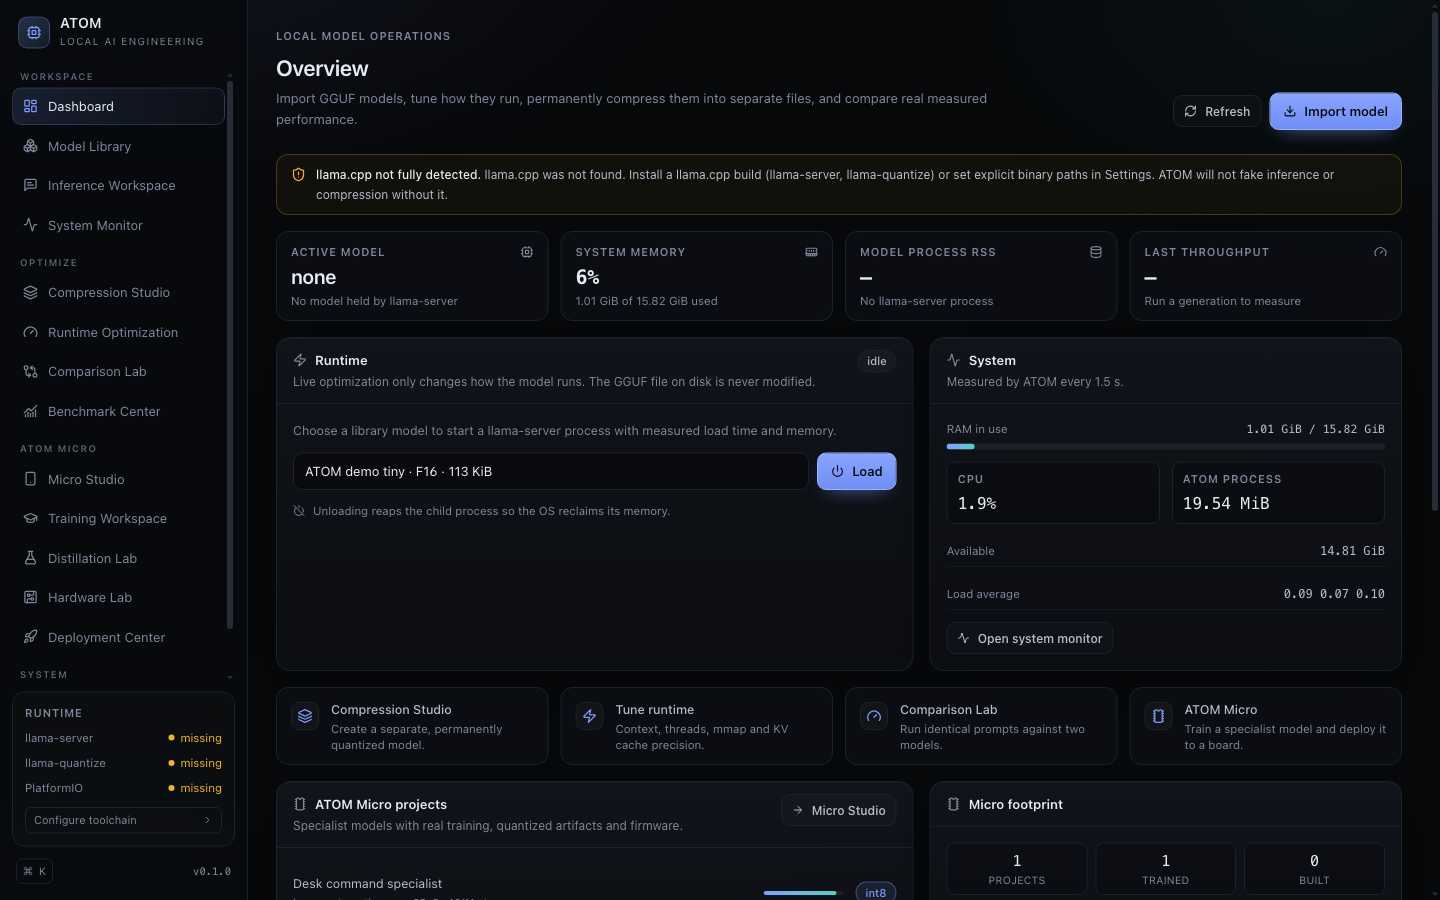 ATOM
LOCAL AI ENGINEERING
WORKSPACE
Dashboard
Model Library
Inference Workspace
System Monitor
OPTIMIZE
Compression Studio
Runtime Optimization
Comparison Lab
Benchmark Center
ATOM MICRO
Micro Studio
Training Workspace
Distillation Lab
Hardware Lab
Deployment Center
SYSTEM
RUNTIME
llama-server missing
llama-quantize missing
PlatformIO missing
Configure toolchain
⌘ K v0.1.0
LOCAL MODEL OPERATIONS
Overview
Import GGUF models, tune how they run, permanently compress them into separate files, and compare real measured
performance.
Refresh
Import model
llama.cpp not fully detected. llama.cpp was not found. Install a llama.cpp build (llama-server, llama-quantize) or set explicit binary paths in Settings. ATOM will not fake inference or
compression without it.
ACTIVE MODEL
none
No model held by llama-server
SYSTEM MEMORY
6%
1.01 GiB of 15.82 GiB used
MODEL PROCESS RSS
—
No llama-server process
LAST THROUGHPUT
—
Run a generation to measure
Runtime
idle
Live optimization only changes how the model runs. The GGUF file on disk is never modified.
Choose a library model to start a llama-server process with measured load time and memory.
ATOM demo tiny · F16 · 113 KiB
Load
Unloading reaps the child process so the OS reclaims its memory.
System
Measured by ATOM every 1.5 s.
RAM in use 1.01 GiB / 15.82 GiB
CPU
1.9%
ATOM PROCESS
19.54 MiB
Available 14.81 GiB
Load average 0.09 0.07 0.10
Open system monitor
Compression Studio
Create a separate, permanently
quantized model.
Tune runtime
Context, threads, mmap and KV
cache precision.
Comparison Lab
Run identical prompts against two
models.
ATOM Micro
Train a specialist model and deploy it
to a board.
ATOM Micro projects
Specialist models with real training, quantized artifacts and firmware.
Micro Studio
Desk command specialist
int8
Micro footprint
1
PROJECTS
1
TRAINED
0
BUILT